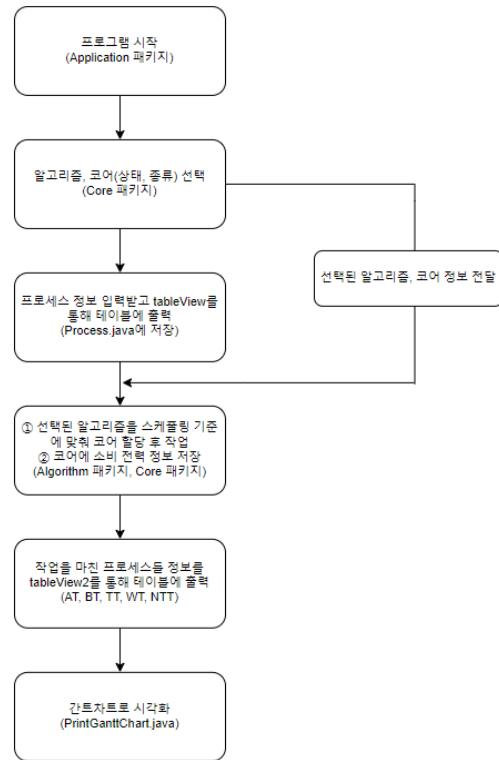 프로그램 시작
(Application 패키지)
알고리즘, 코어(상태, 종류) 선택
(Core 패키지)
선택된 알고리즘, 코어 정보 전달
프로세스 정보 입력받고 tableView를
통해 테이블에 출력
(Process.java에 저장)
① 선택된 알고리즘을 스케쥴링 기준
에 맞춰 코어 할당 후 작업
② 코어에 소비 전력 정보 저장
(Algorithm 패키지, Core 패키지)
작업을 마친 프로세스들 정보를
tableView2를 통해 테이블에 출력
(AT, BT, TT, WT, NTT)
간트차트로 시각화
(PrintGanttChart.java)